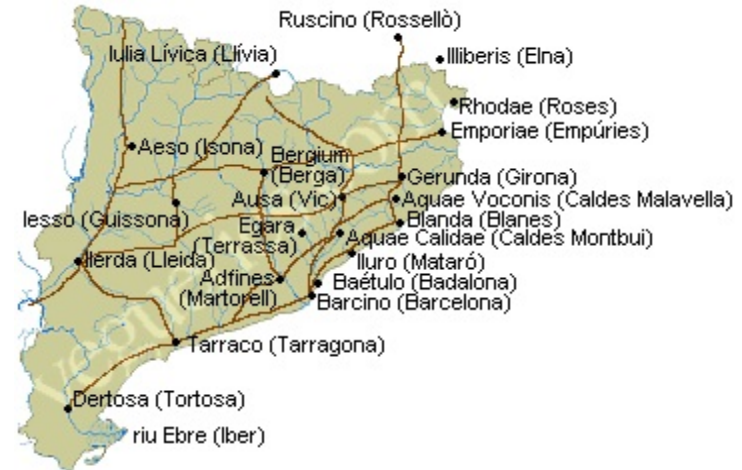 Ruscino (Rossellò)
Iulia Lívica (Llívia)
Illiberis (Elna)
Rhodae (Roses)
Emporiae (Empúries)
Aeso (Isona)
Bergium
(Berga)
Gerunda (Girona)
Ausa (Vic)
Aquae Voconis (Caldes Malavella)
Iesso (Guissona)
Blanda (Blanes)
Egara
(Terrassa)
Aquae Calidae (Caldes Montbui)
Ilerda (Lleida)
Iluro (Mataró)
Adfines
(Martorell)
Baétulo (Badalona)
Barcino (Barcelona)
Tarraco (Tarragona)
Dertosa (Tortosa)
riu Ebre (Iber)